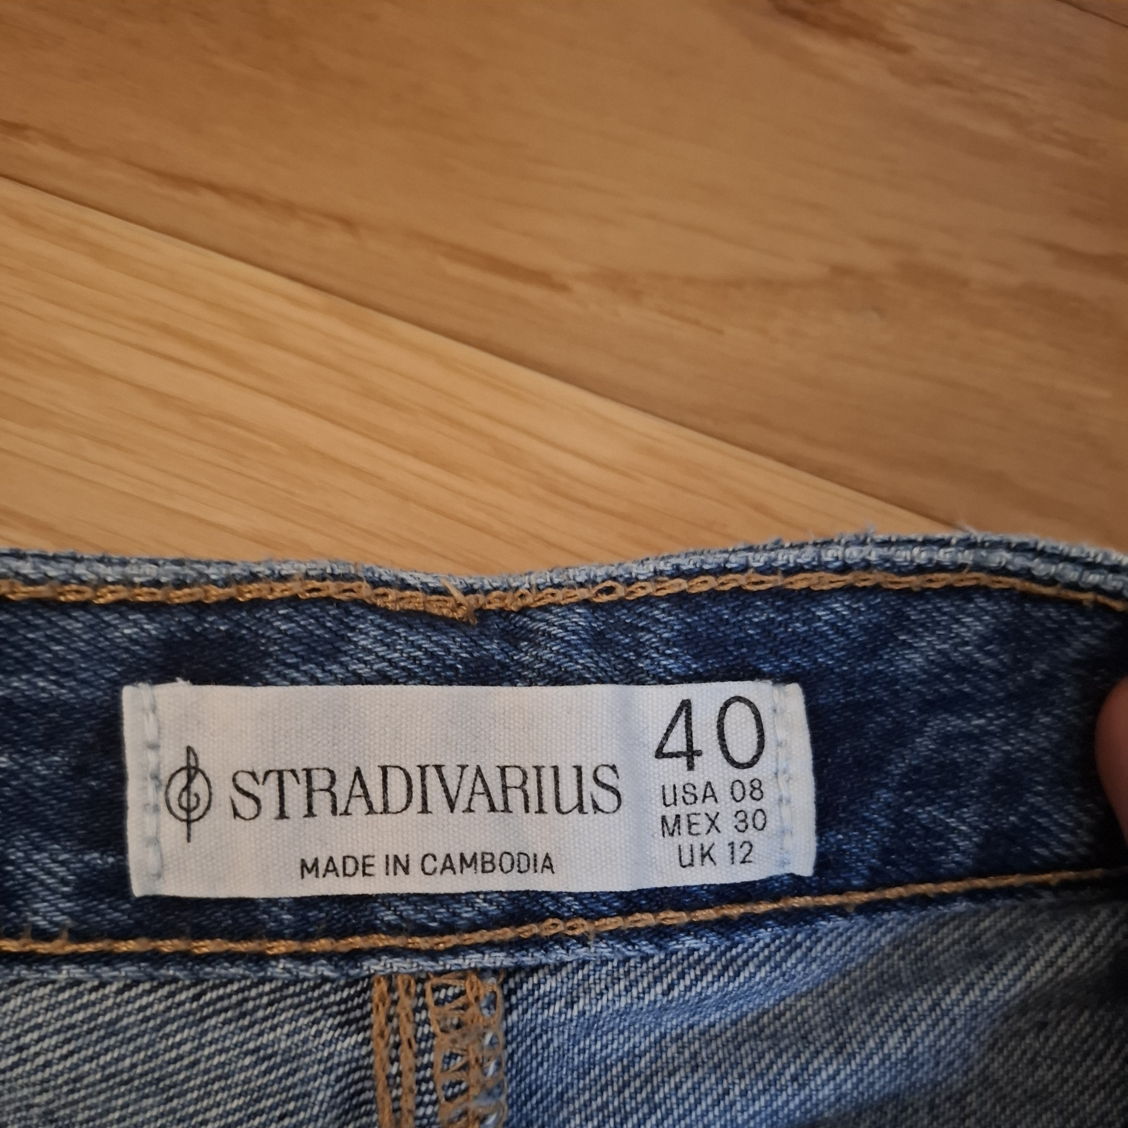 STRADIVARIUS
MADE IN CAMBODIA
40
USA 08
MEX 30
UK 12